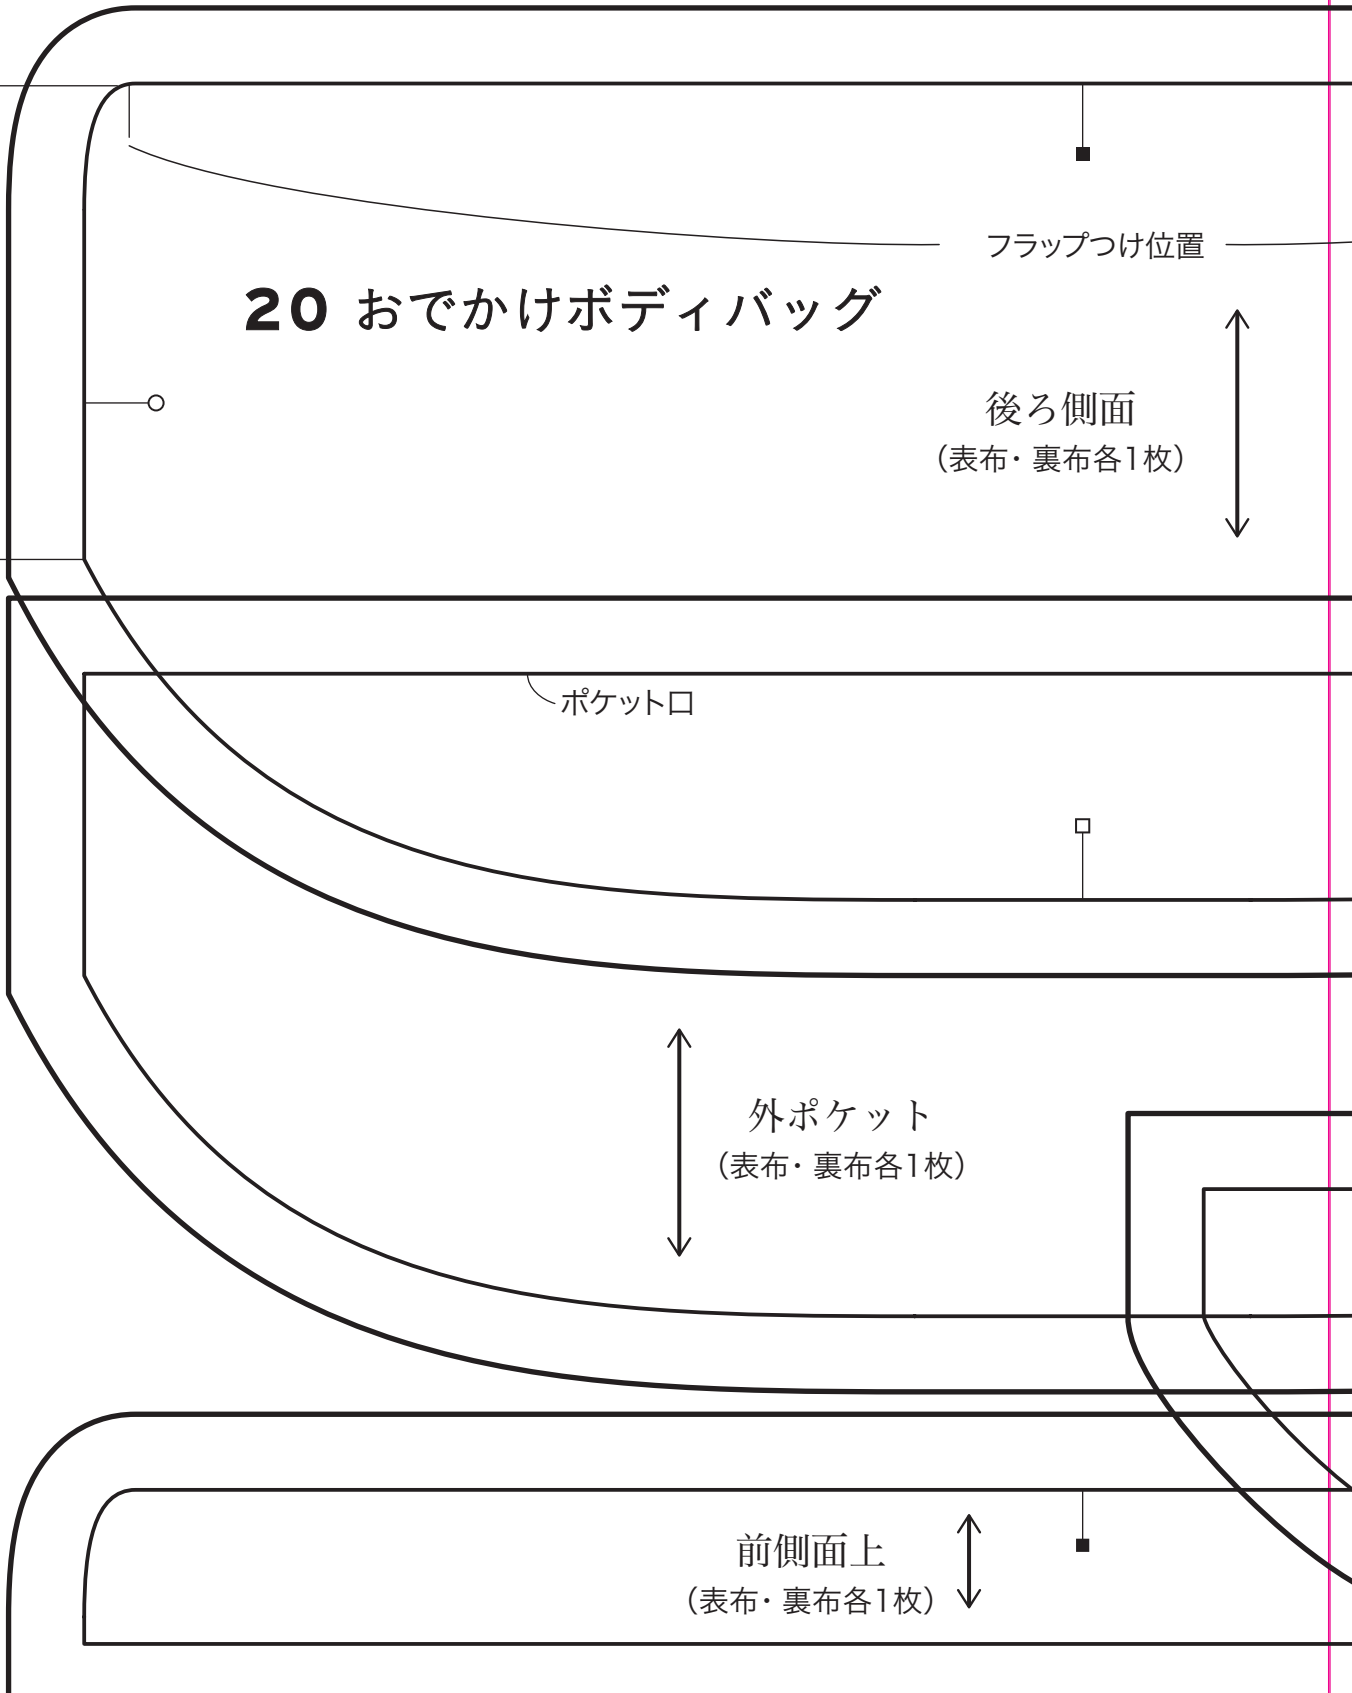 フラップつけ位置
20 おでかけボディバッグ
後ろ側面
（表布・裏布各1枚）
ポケット口
外ポケット
（表布・裏布各1枚）
前側面上
（表布・裏布各1枚）